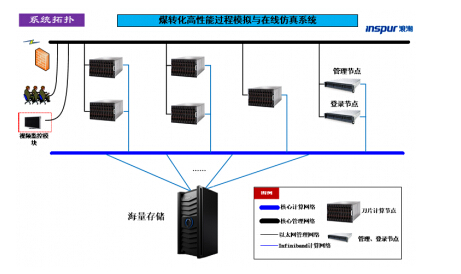 系统拓扑
煤转化高性能过程模拟与在线仿真系统
inspur 浪潮
管理节点
登录节点
视频监控模
块
......
海量存储
图例
核心计算网络
核心管理网络
以太网管理网络
Infiniband计算网络
刀片计算节点
管理、登录节点